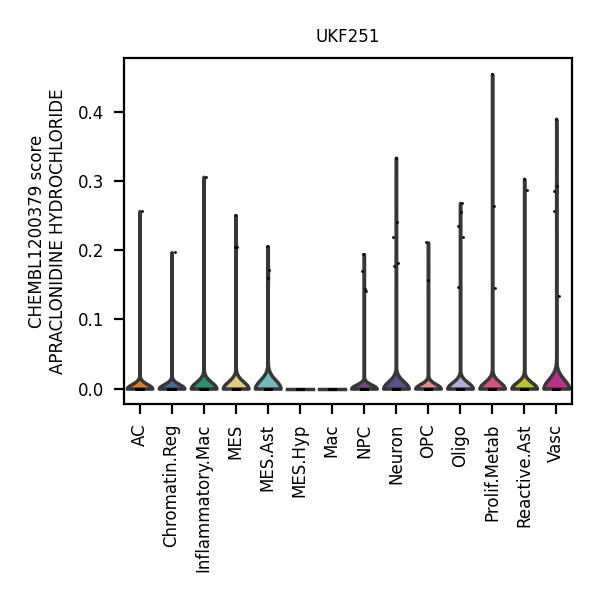 UKF251
CHEMBL1200379 score
APRACLONIDINE HYDROCHLORIDE
0.4
0.3
0.2
0.1
0.0
AC
Chromatin.Reg
Inflammatory.Mac
MES
MES.Ast
MES.Hyp
Mac
NPC
Neuron
OPC
Oligo
Prolif.Metab
Reactive.Ast
Vasc